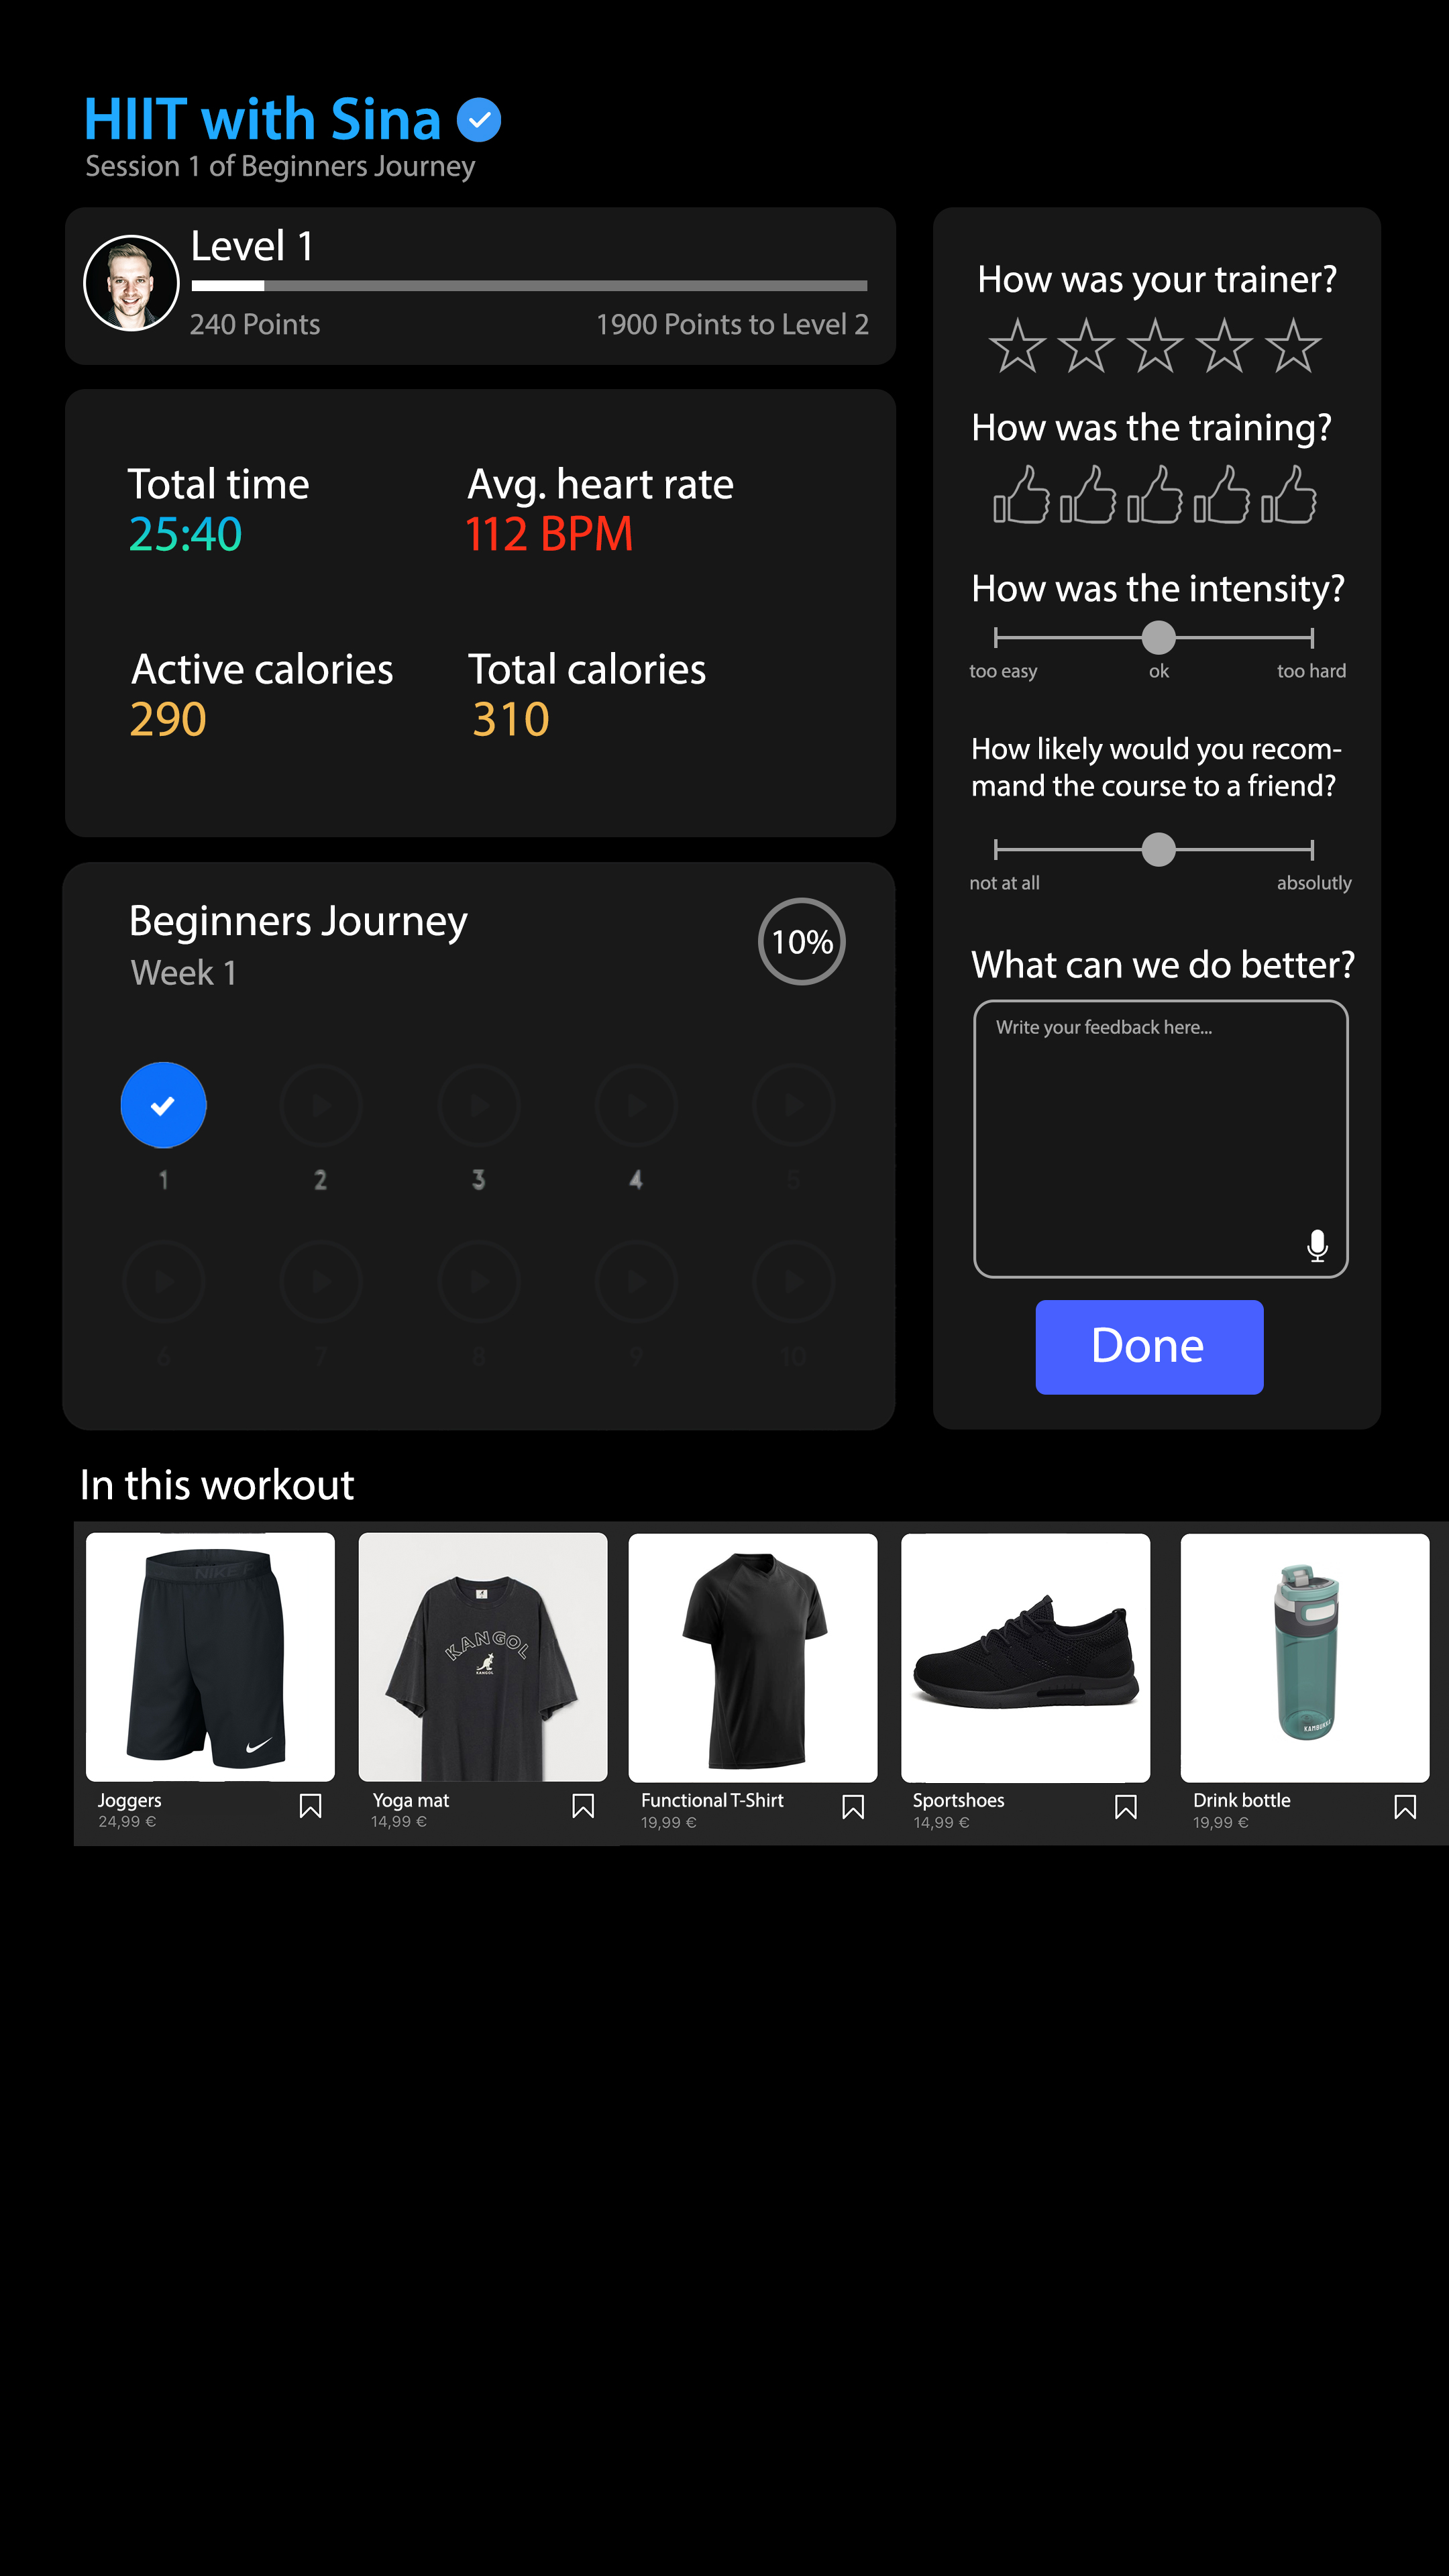 HIIT with Sina
Session 1 of Beginners Journey
Level 1
240 Points
1900 Points to Level 2
Total time
25:40
Avg. heart rate
112 BPM
Active calories
290
Total calories
310
Beginners Journey
Week 1
10%
1
2
3
4
5
6
7
8
9
10
How was your trainer?
How was the training?
How was the intensity?
too easy
ok
too hard
How likely would you recom-
mand the course to a friend?
not at all
absolutly
What can we do better?
Write your feedback here...
Done
In this workout
NIKE
KANGOL
KANGOL
Joggers
24,99 €
Yoga mat
14,99 €
Functional T-Shirt
19,99 €
Sportshoes
14,99 €
Drink bottle
19,99 €